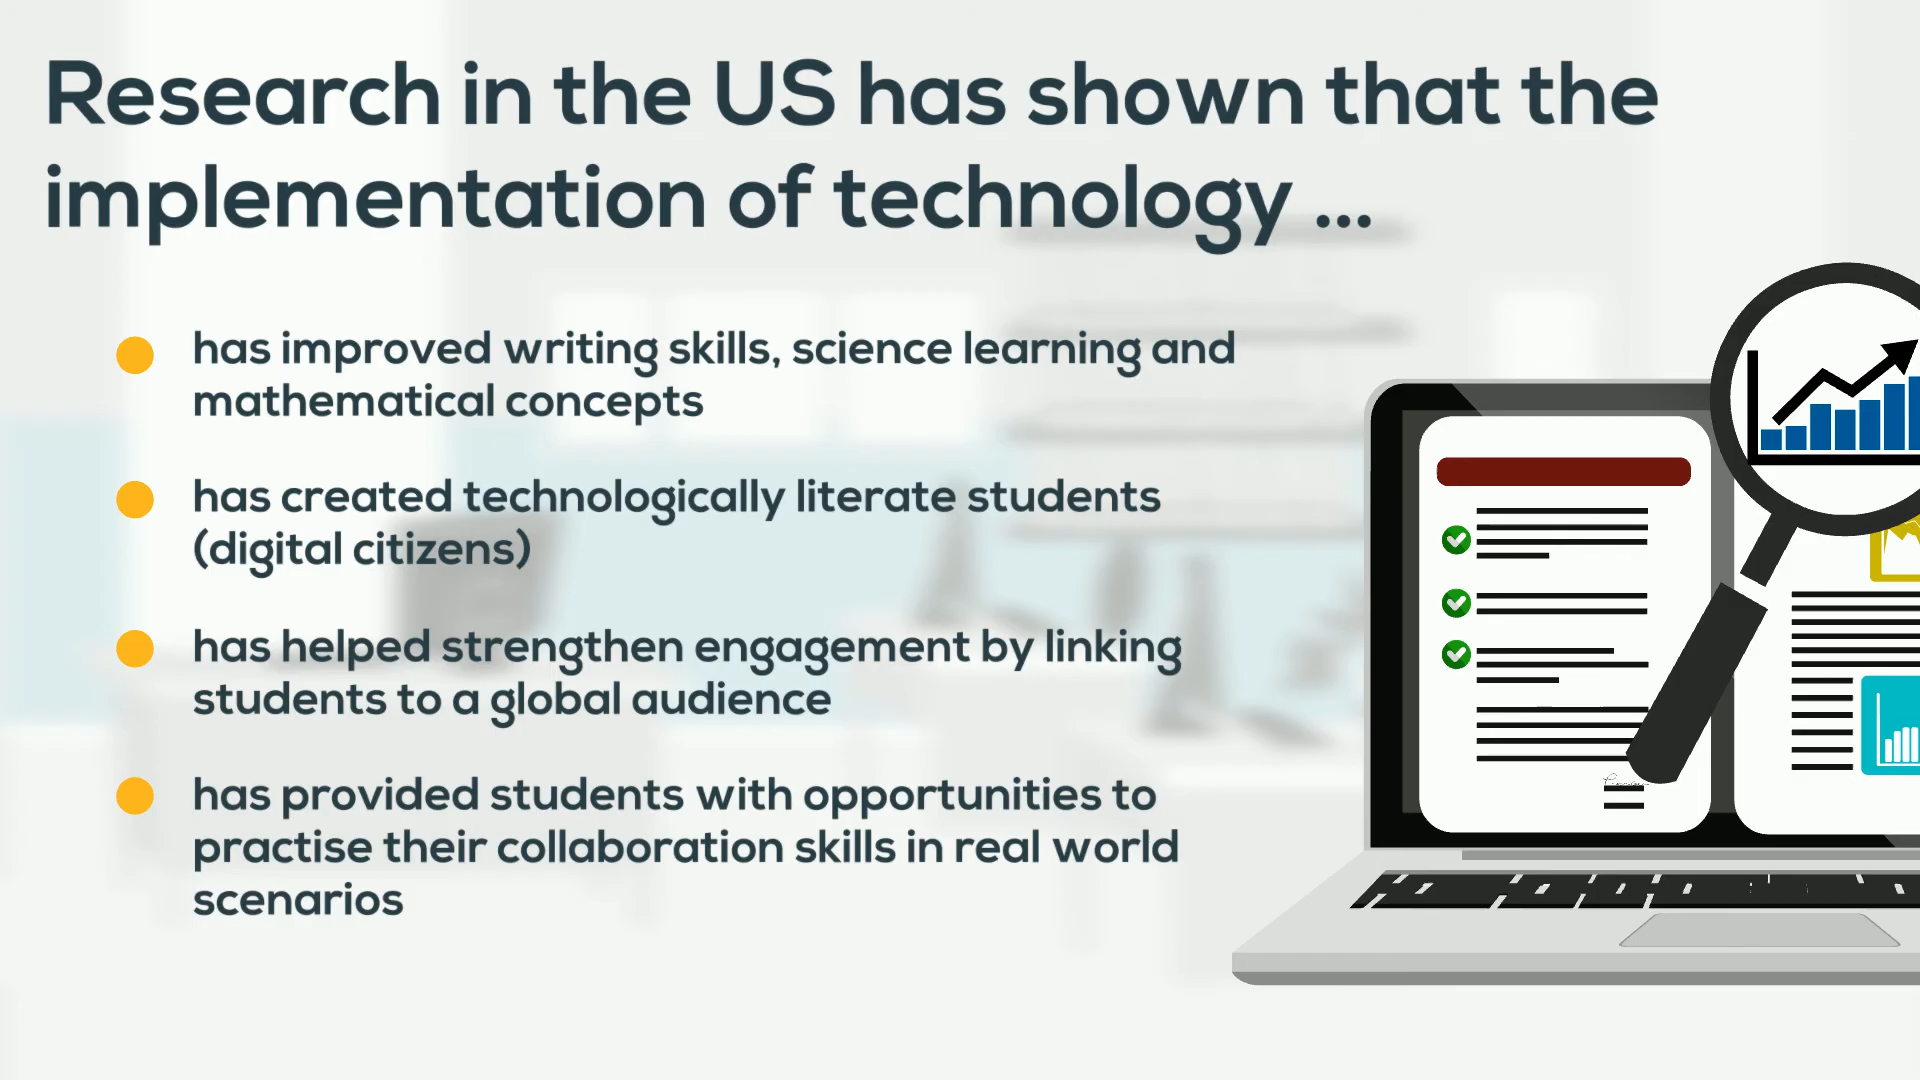 Research in the US has shown that the
implementation of technology ...
has improved writing skills, science learning and
mathematical concepts
has created technologically literate students
(digital citizens)
has helped strengthen engagement by linking
students to a global audience
has provided students with opportunities to
practise their collaboration skills in real world
scenarios